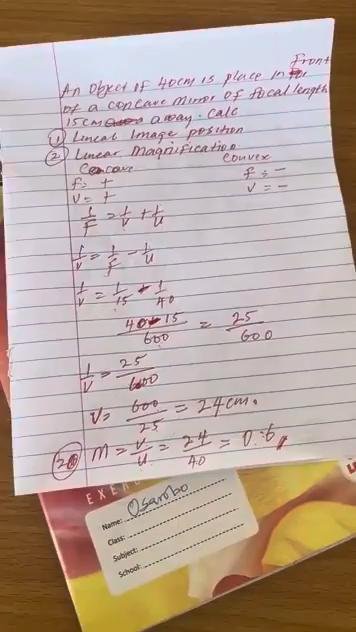 An Object of 40cm is place in front
of a concave mirror of focal length
15cm away. calc
① Lineal Image position
② Linear Magnification
Concave Convex
f = + f = -
V = + V = -
1/F = 1/V + 1/U
1/V = 1/F - 1/U
1/V = 1/15 - 1/40
40-15/600 = 25/600
1/V = 25/600
V = 600/25 = 24cm.
② M = V/U = 24/40 = 0.6
EXER
Name: Osarobo
Class:
Subject:
School: